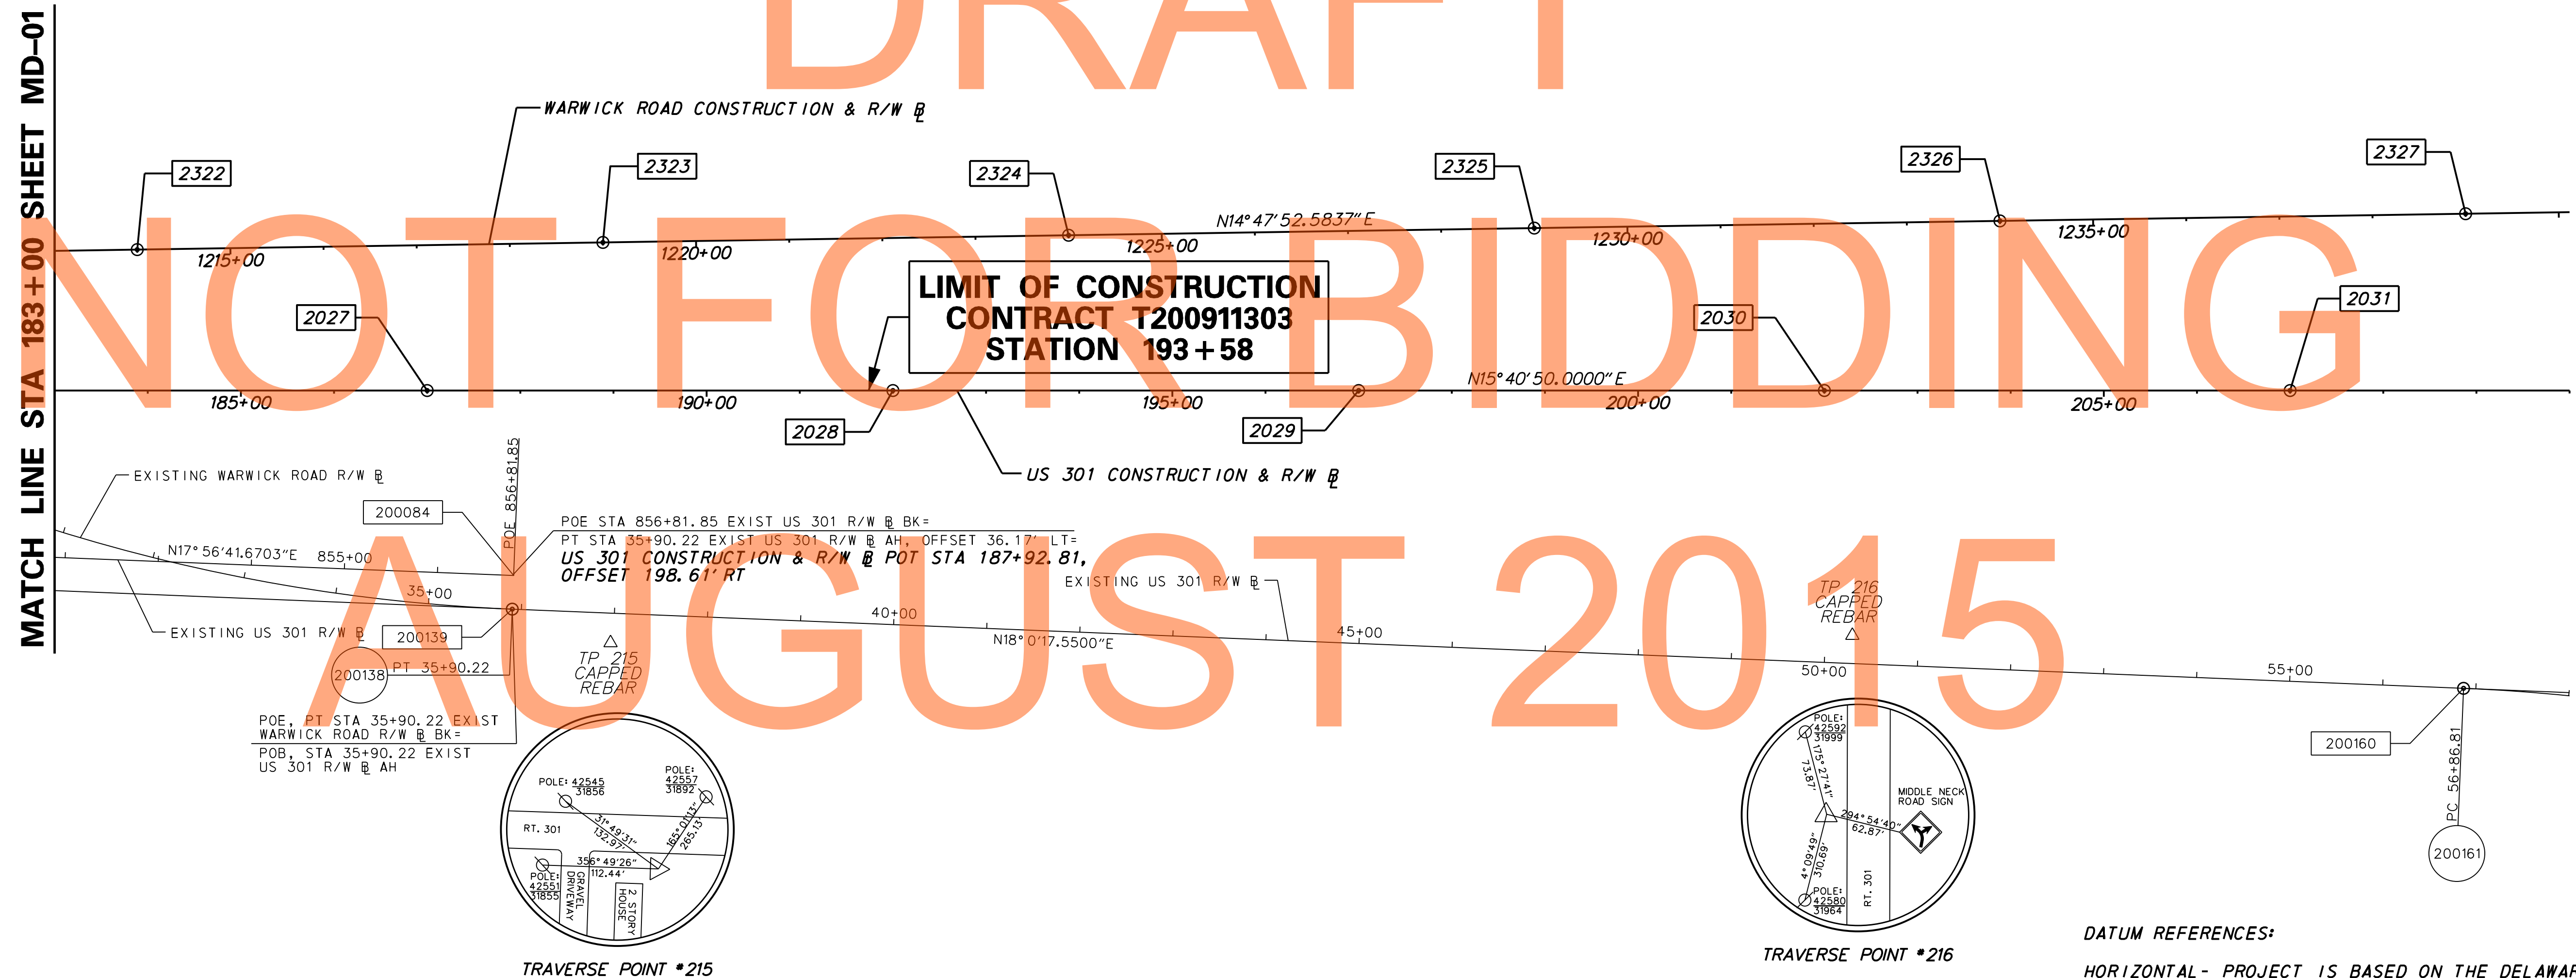 DRAFT
NOT FOR BIDDING
AUGUST 2015
MATCH LINE STA 183+00 SHEET MD-01
WARWICK ROAD CONSTRUCTION & R/W BL
2322
2323
2324
2325
2326
2327
N14°47'52.5837"E
1215+00
1220+00
1225+00
1230+00
1235+00
LIMIT OF CONSTRUCTION
CONTRACT T200911303
STATION 193+58
2027
2028
2029
2030
2031
N15°40'50.0000"E
185+00
190+00
195+00
200+00
205+00
US 301 CONSTRUCTION & R/W BL
EXISTING WARWICK ROAD R/W BL
200084
POE 856+81.85
POE STA 856+81.85 EXIST US 301 R/W BL BK=
PT STA 35+90.22 EXIST US 301 R/W BL AH, OFFSET 36.17' LT=
US 301 CONSTRUCTION & R/W BL POT STA 187+92.81,
OFFSET 198.61' RT
N17°56'41.6703"E
855+00
35+00
EXISTING US 301 R/W BL
EXISTING US 301 R/W BL
200139
200138
PT 35+90.22
40+00
N18°0'17.5500"E
45+00
50+00
55+00
POE, PT STA 35+90.22 EXIST
WARWICK ROAD R/W BL BK=
POB, STA 35+90.22 EXIST
US 301 R/W BL AH
TP 215
CAPPED
REBAR
TP 216
CAPPED
REBAR
200160
PC 56+86.81
200161
POLE: 42545
31856
POLE:
42557
31892
RT. 301
31°49'31"
132.97'
165°01'13"
265.13'
356°49'26"
112.44'
POLE:
42551
31855
GRAVEL
DRIVEWAY
2 STORY
HOUSE
TRAVERSE POINT #215
POLE:
42592
31999
175°27'41"
73.87'
MIDDLE NECK
ROAD SIGN
294°54'40"
62.87'
4°09'49"
310.69'
POLE:
42580
31964
RT. 301
TRAVERSE POINT #216
DATUM REFERENCES:
HORIZONTAL- PROJECT IS BASED ON THE DELAWAR